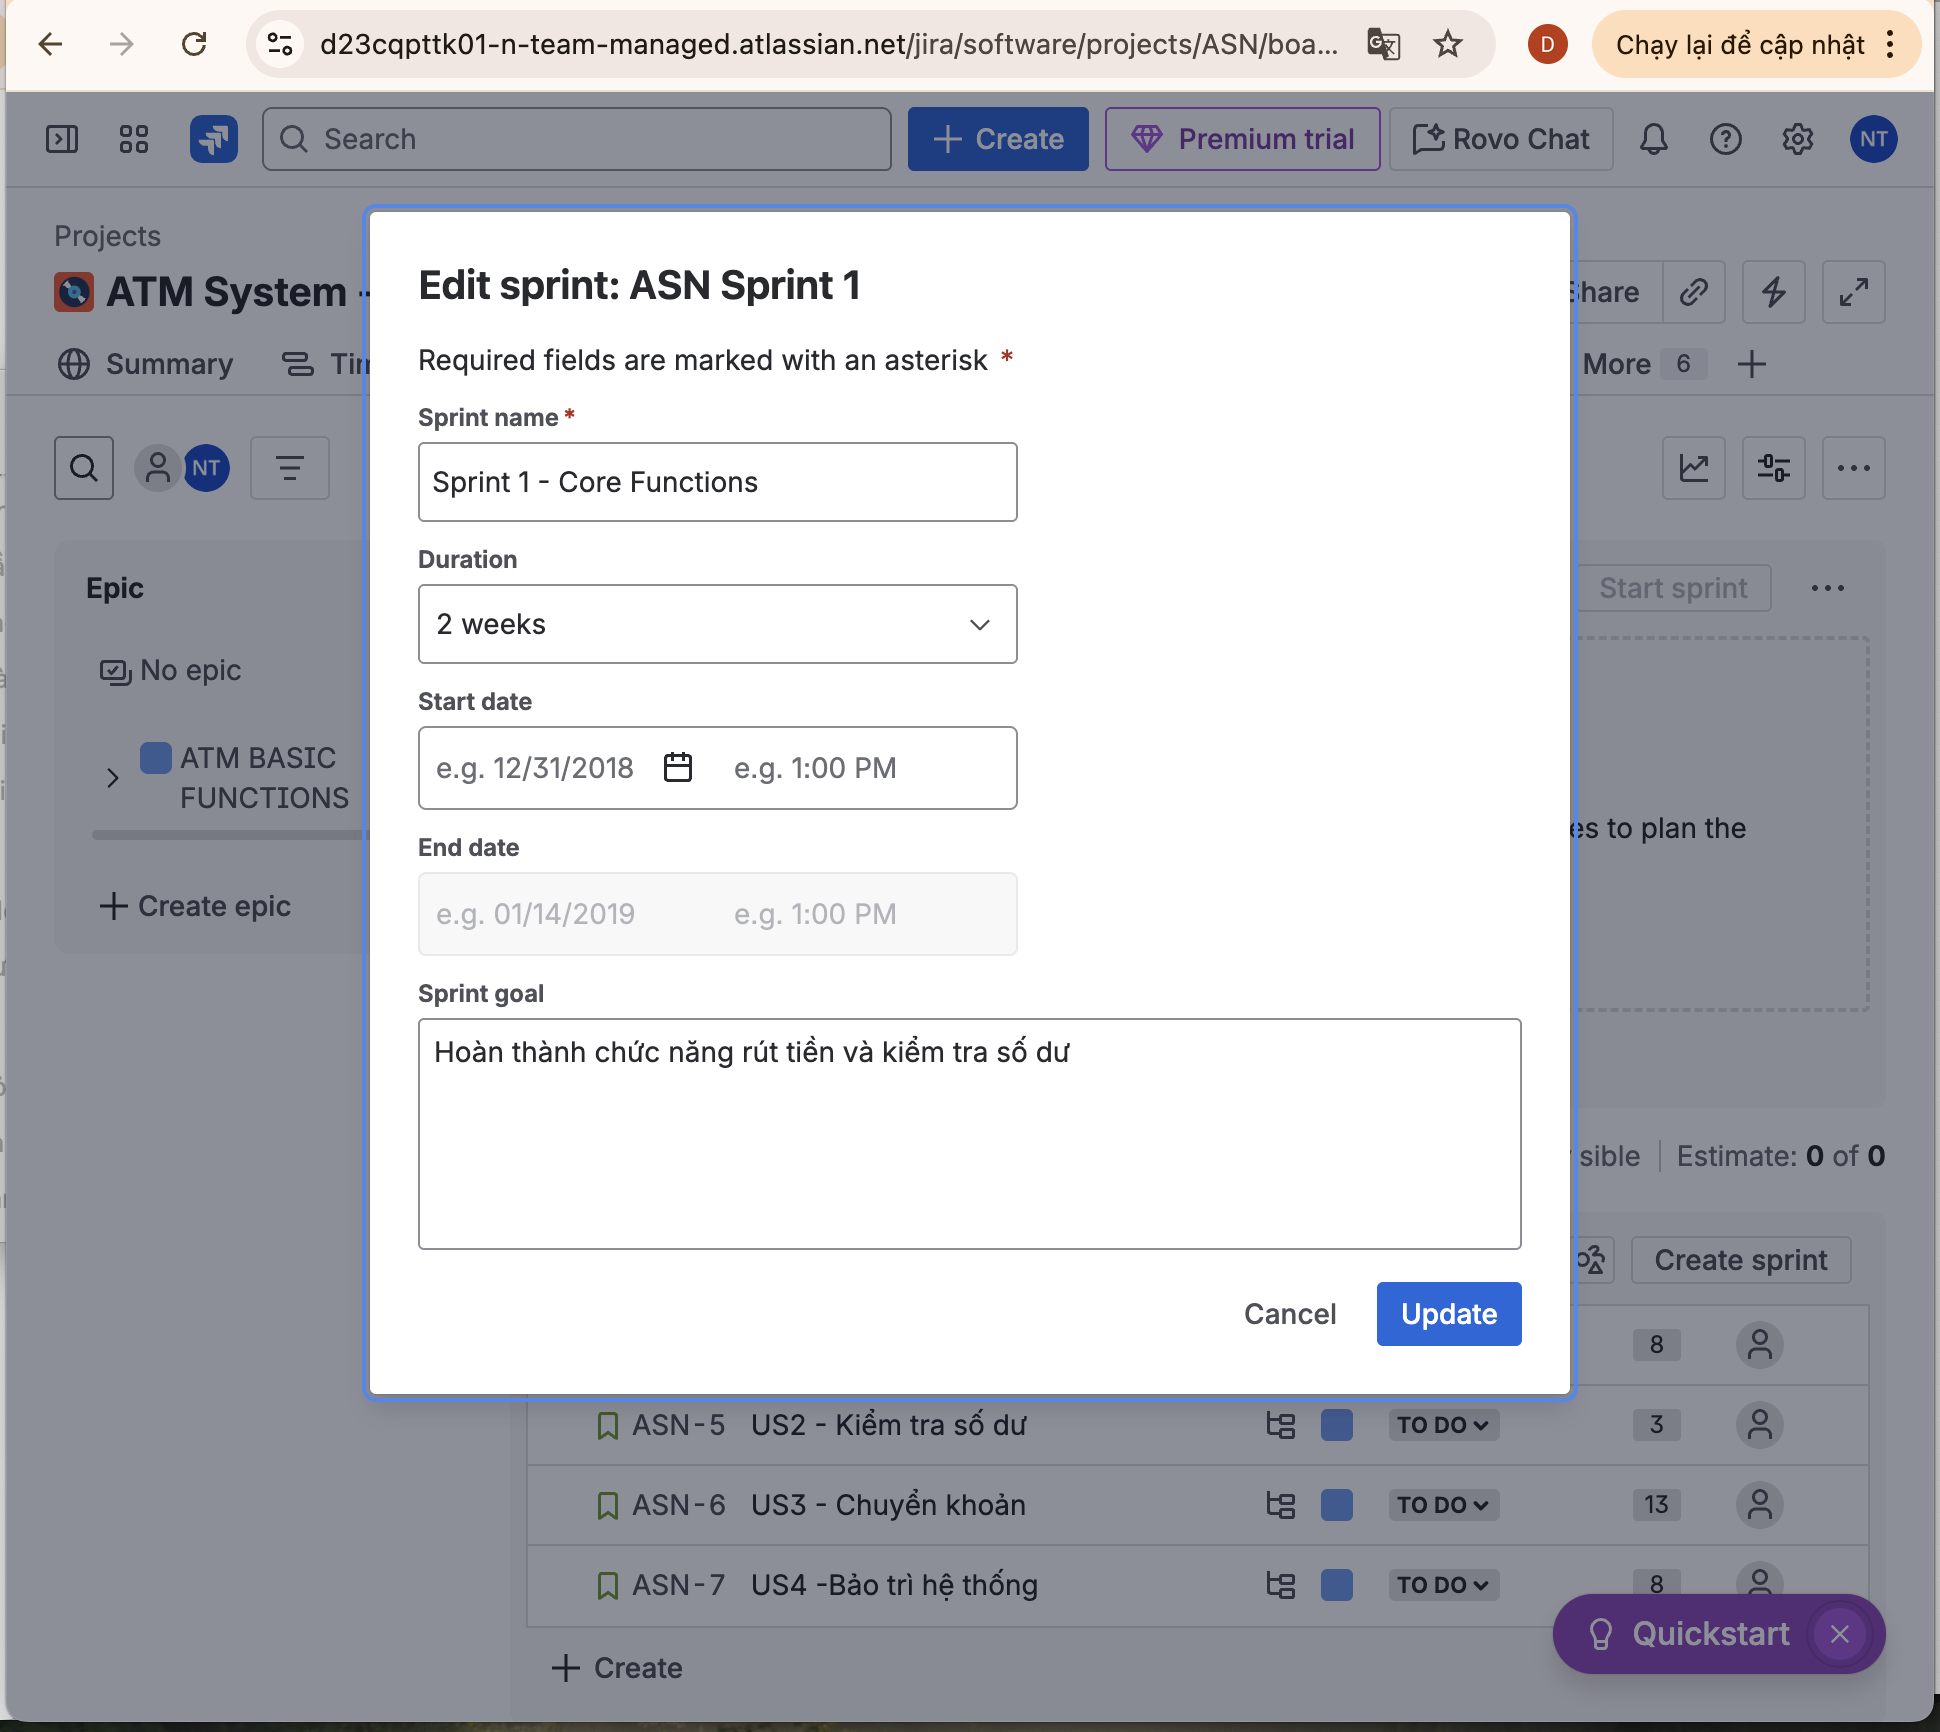 d23cqpttk01-n-team-managed.atlassian.net/jira/software/projects/ASN/boa...
D
Chạy lại để cập nhật
Search
Create
Premium trial
Rovo Chat
NT
Projects
ATM System
Share
Summary
More 6
NT
Edit sprint: ASN Sprint 1
Required fields are marked with an asterisk *
Sprint name *
Sprint 1 - Core Functions
Duration
2 weeks
Start date
e.g. 12/31/2018 e.g. 1:00 PM
End date
e.g. 01/14/2019 e.g. 1:00 PM
Sprint goal
Hoàn thành chức năng rút tiền và kiểm tra số dư
Cancel
Update
Epic
No epic
ATM BASIC
FUNCTIONS
Create epic
Start sprint
to plan the
Estimate: 0 of 0
Create sprint
8
ASN-5 US2 - Kiểm tra số dư TO DO 3
ASN-6 US3 - Chuyển khoản TO DO 13
ASN-7 US4 -Bảo trì hệ thống TO DO 8
Create
Quickstart